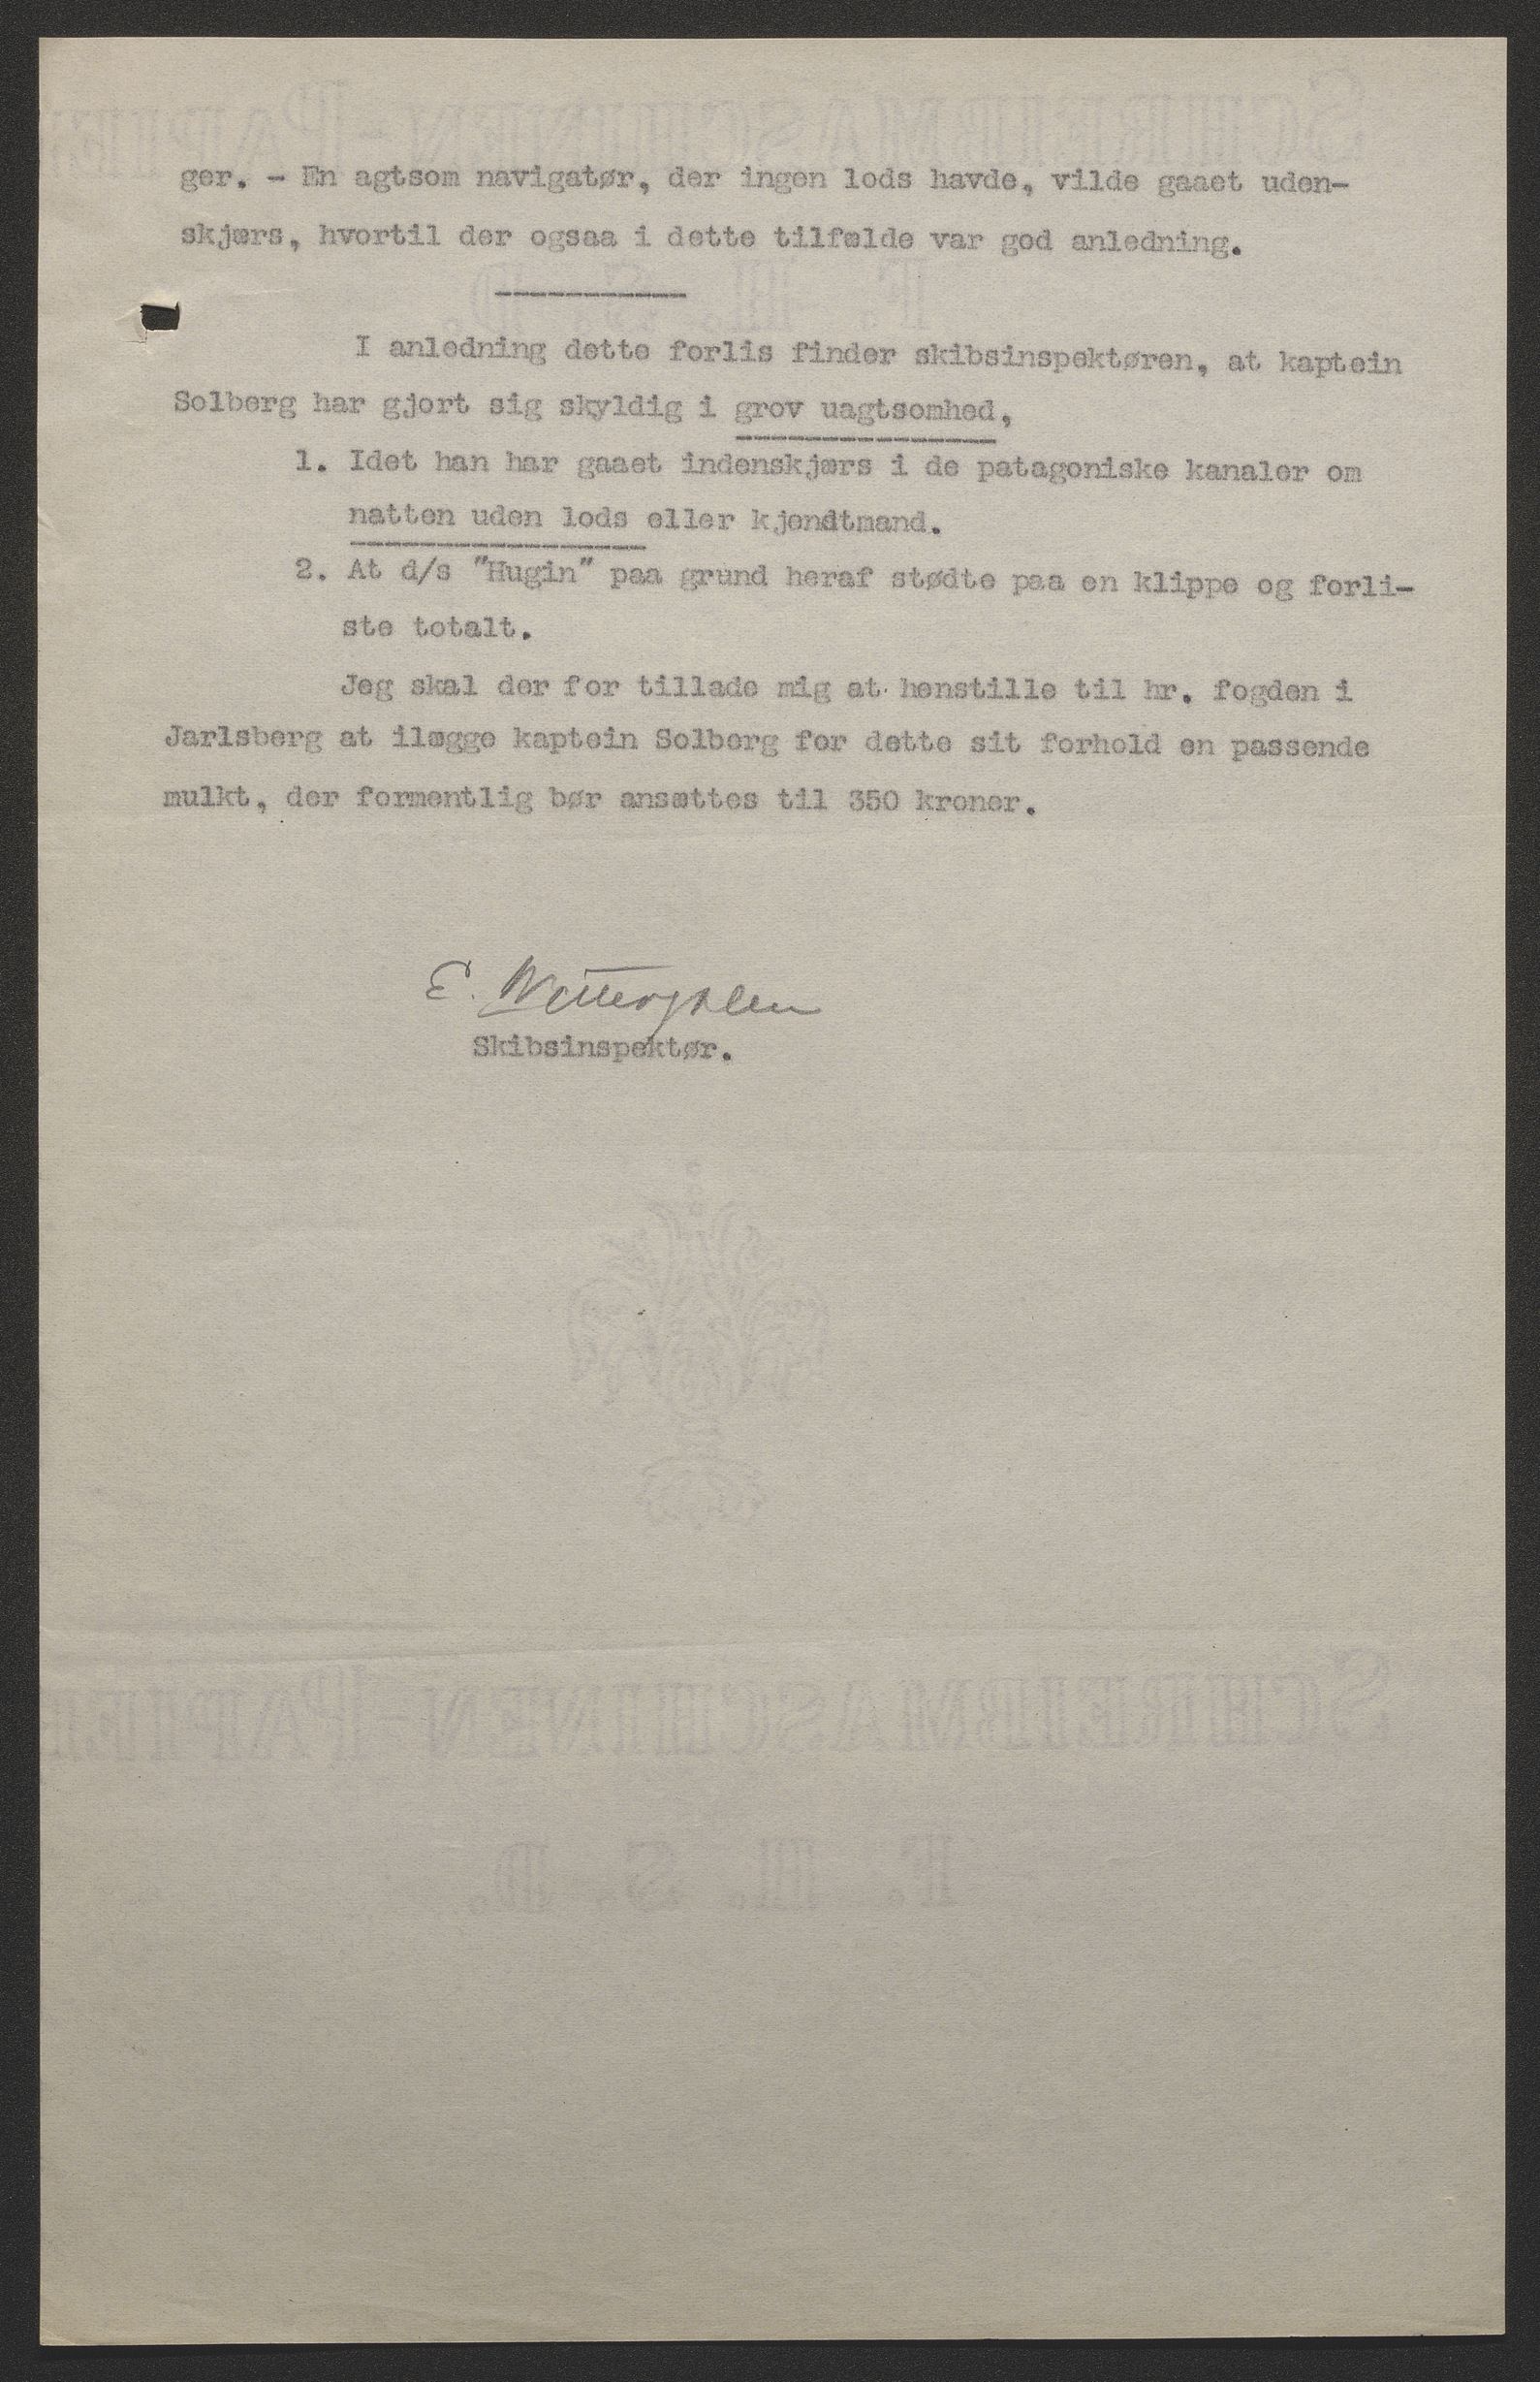 ger. - En agtsom navigatør, der ingen lods havde, vilde gaaet uden-
skjærs, hvortil der ogsaa i dette tilfælde var god anledning.
I anledning dette forlis finder skibsinspektøren, at kaptein
Solberg har gjort sig skyldig i grov uagtsomhed,
1. Idet han har gaaet indenskjærs i de patagoniske kanaler om
natten uden lods eller kjendtmand.
2. At d/s "Hugin" paa grund heraf stødte paa en klippe og forli-
ste totalt.
Jeg skal der for tillade mig at henstille til hr. fogden i
Jarlsberg at ilægge kaptein Solberg for dette sit forhold en passende
mulkt, der formentlig bør ansættes til 350 kroner.
E.
Skibsinspektør.
SCHREIBMASCHINEN-PAPIER
F. M. S. D.